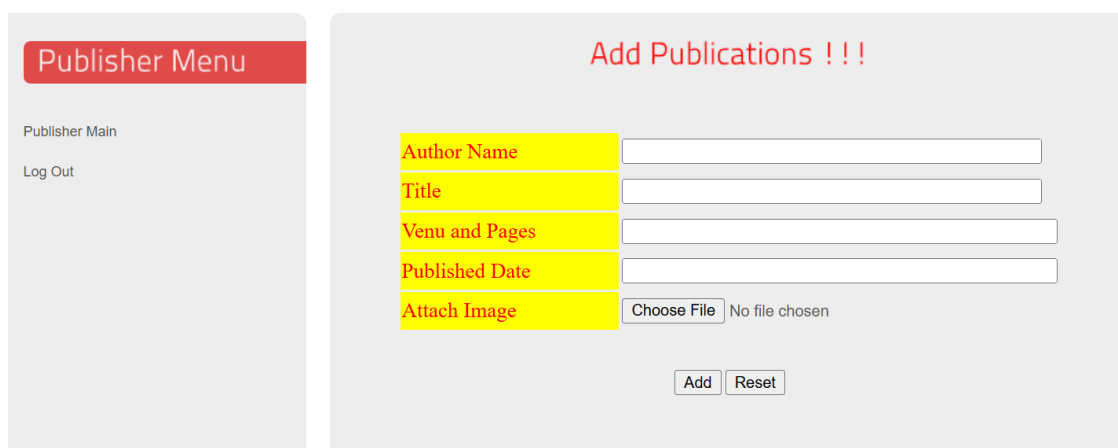 Publisher Menu
Publisher Main
Log Out
Add Publications !!!
Author Name
Title
Venu and Pages
Published Date
Attach Image Choose File No file chosen
Add Reset